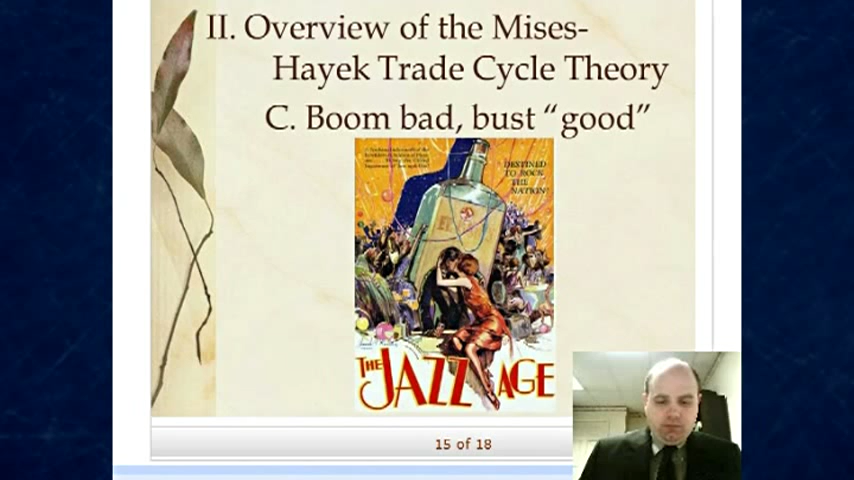 II. Overview of the Mises-
Hayek Trade Cycle Theory
C. Boom bad, bust “good”
DESTINED
TO ROCK
THE
NATION!
THE JAZZ AGE
15 of 18